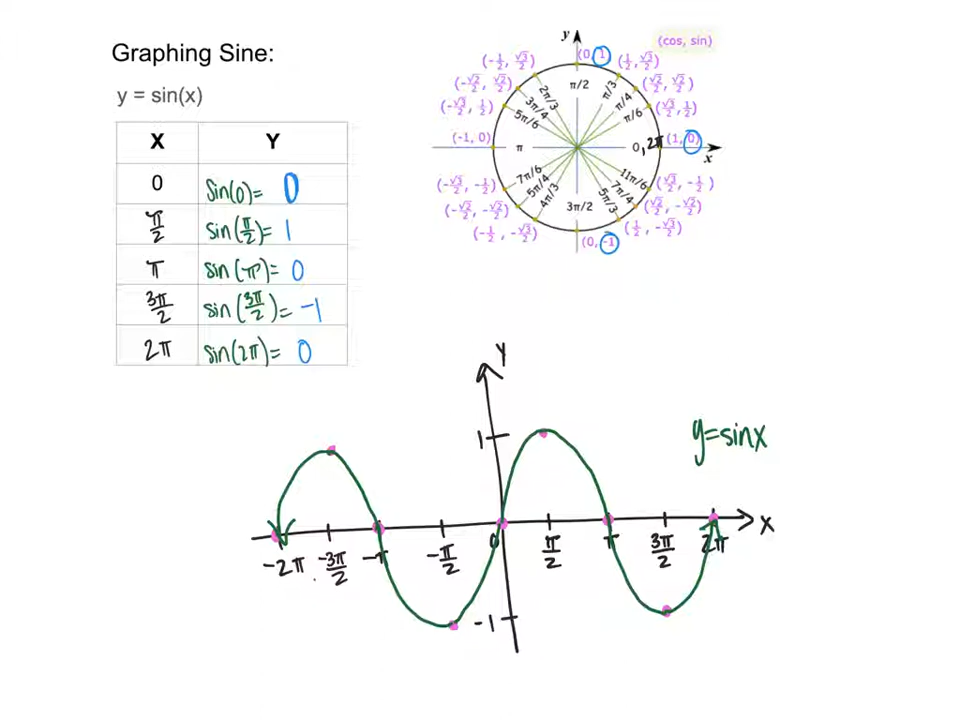 Graphing Sine:
y = sin(x)
X Y
0 sin(0)= 0
π/2 sin(π/2)= 1
π sin(π)= 0
3π/2 sin(3π/2)= -1
2π sin(2π)= 0
y
(cos, sin)
(0, 1)
(-1/2, √3/2) (1/2, √3/2)
(-√2/2, √2/2) (√2/2, √2/2)
(-√3/2, 1/2) (√3/2, 1/2)
2π/3 π/2 π/3
3π/4 π/4
5π/6 π/6
(-1, 0) π 0,2π (1, 0)
x
7π/6 11π/6
5π/4 7π/4
4π/3 3π/2 5π/3
(-√3/2, -1/2) (√3/2, -1/2)
(-√2/2, -√2/2) (√2/2, -√2/2)
(-1/2, -√3/2) (1/2, -√3/2)
(0, -1)
Y
1
y=sinx
X
-2π -3π/2 -π -π/2 0 π/2 π 3π/2 2π
-1